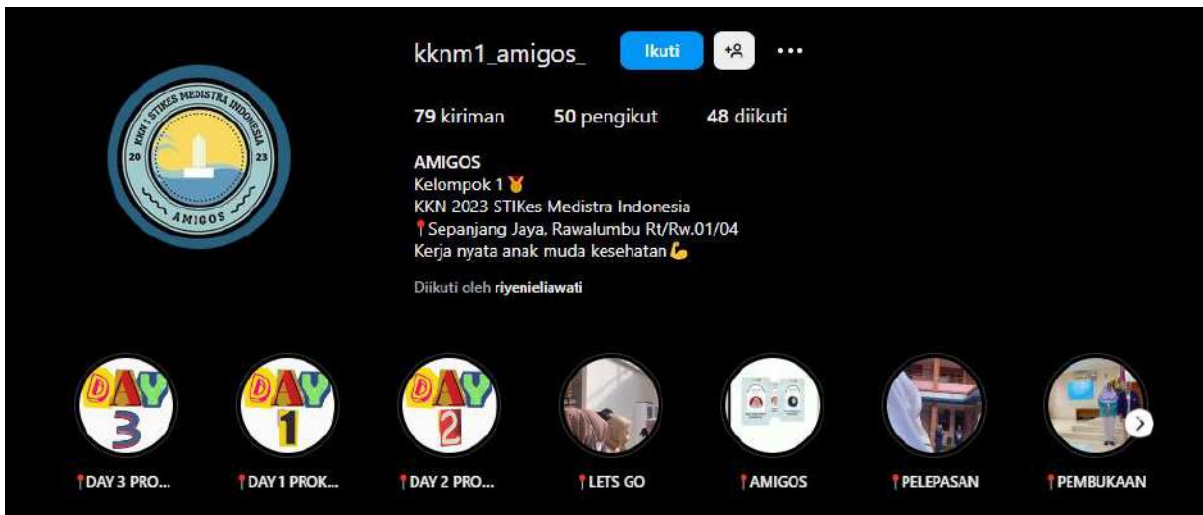 kknm1_amigos_ Ikuti
79 kiriman 50 pengikut 48 diikuti
AMIGOS
Kelompok 1
KKN 2023 STIKes Medistra Indonesia
Sepanjang Jaya, Rawalumbu Rt/Rw.01/04
Kerja nyata anak muda kesehatan
Diikuti oleh riyenieliawati
KKN 1 STIKES MEDISTRA INDONESIA
20 23
AMIGOS
DAY 3
DAY 1
DAY 2
DAY 3 PRO...
DAY 1 PROK...
DAY 2 PRO...
LETS GO
AMIGOS
PELEPASAN
PEMBUKAAN